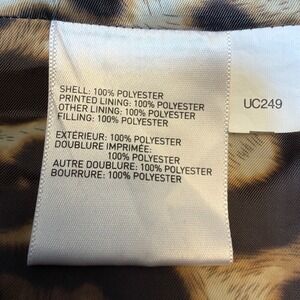 SHELL: 100% POLYESTER
PRINTED LINING: 100% POLYESTER
OTHER LINING: 100% POLYESTER
FILLING: 100% POLYESTER
EXTÉRIEUR: 100% POLYESTER
DOUBLURE IMPRIMÉE:
100% POLYESTER
AUTRE DOUBLURE: 100% POLYESTER
BOURRURE: 100% POLYESTER
UC249